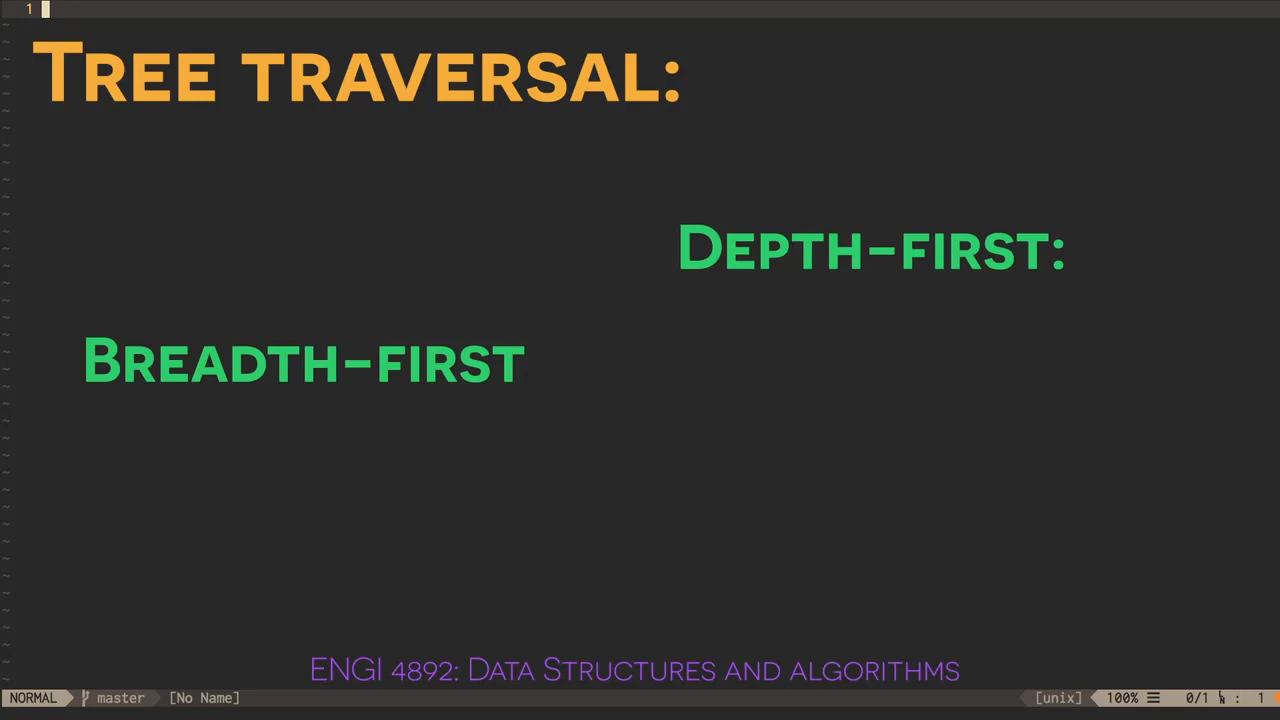 1
Tree traversal:
Depth-first:
Breadth-first
ENGI 4892: Data Structures and algorithms
NORMAL master [No Name] [unix] 100% ☰ 0/1 ㏑ : 1